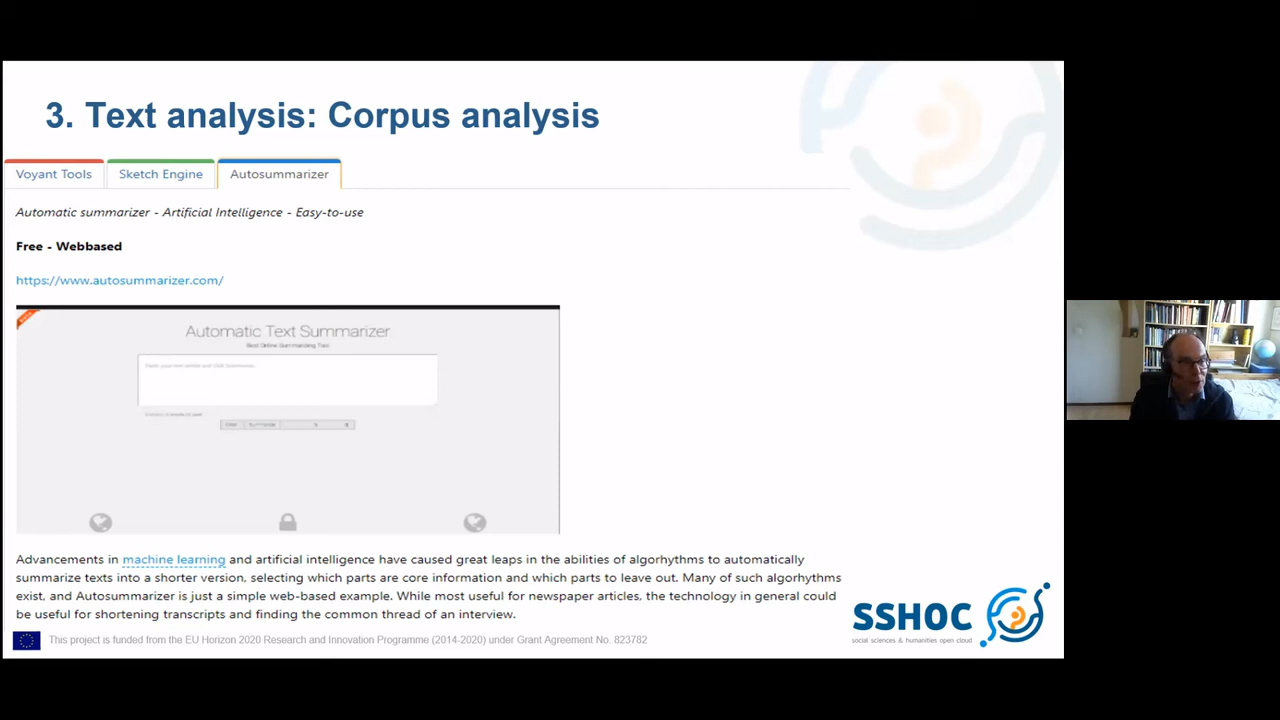 3. Text analysis: Corpus analysis
Voyant Tools
Sketch Engine
Autosummarizer
Automatic summarizer - Artificial Intelligence - Easy-to-use
Free - Webbased
https://www.autosummarizer.com/
Automatic Text Summarizer
Best Online Summarizing Tool
Summarize
Advancements in machine learning and artificial intelligence have caused great leaps in the abilities of algorhythms to automatically
summarize texts into a shorter version, selecting which parts are core information and which parts to leave out. Many of such algorhythms
exist, and Autosummarizer is just a simple web-based example. While most useful for newspaper articles, the technology in general could
be useful for shortening transcripts and finding the common thread of an interview.
SSHOC
social sciences & humanities open cloud
This project is funded from the EU Horizon 2020 Research and Innovation Programme (2014-2020) under Grant Agreement No. 823782